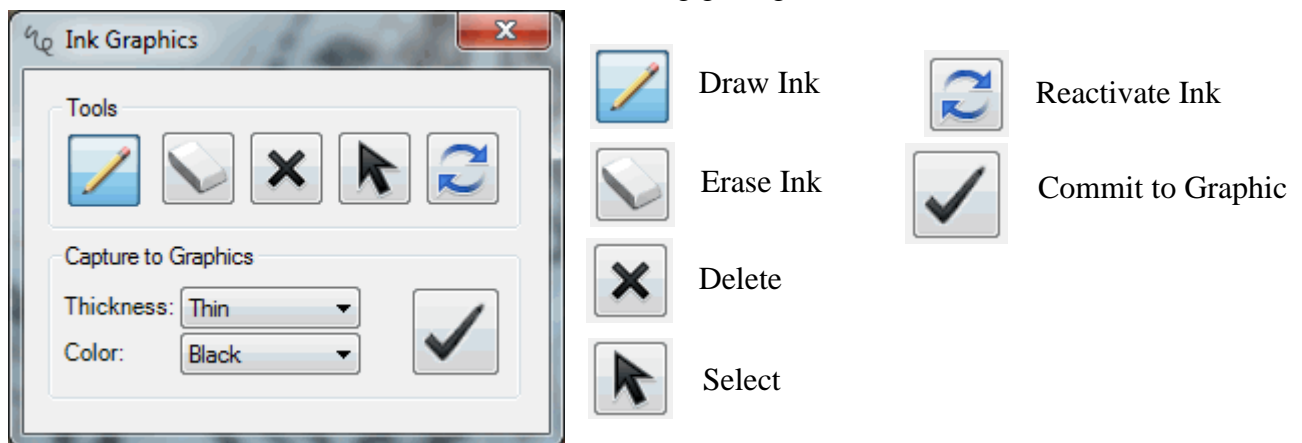 Ink Graphics
Tools
Capture to Graphics
Thickness: Thin
Color: Black
Draw Ink
Erase Ink
Delete
Select
Reactivate Ink
Commit to Graphic